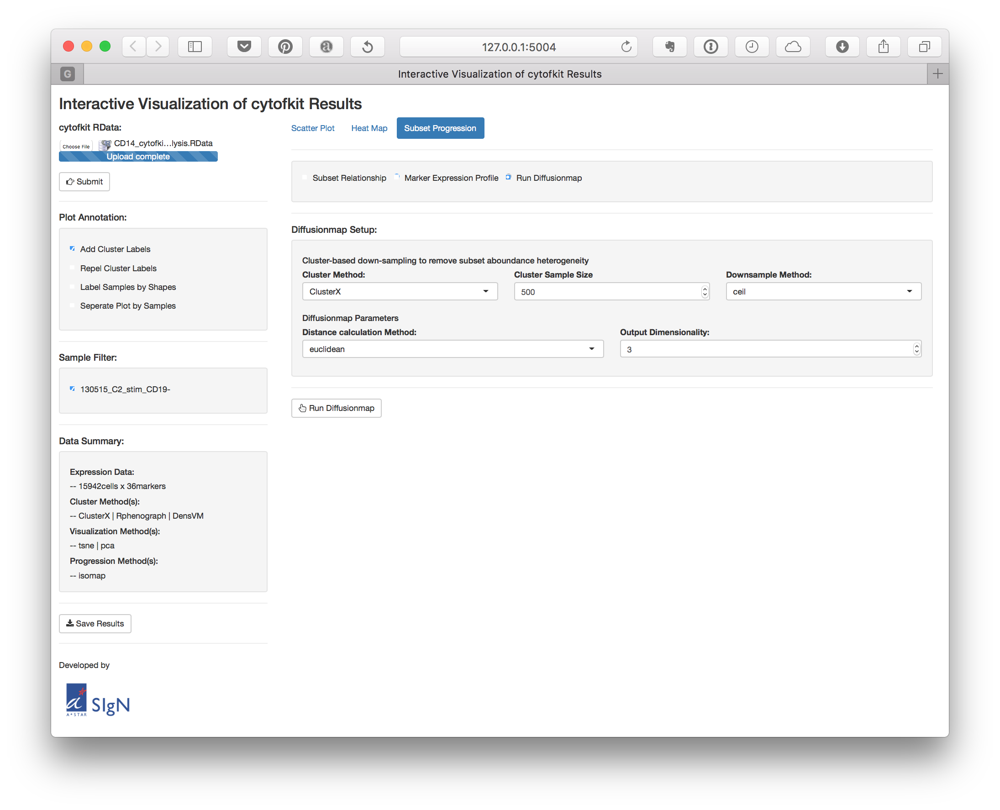 127.0.0.1:5004
G
Interactive Visualization of cytofkit Results
Interactive Visualization of cytofkit Results
cytofkit RData:
Choose File CD14_cytofki...lysis.RData
Upload complete
Submit
Plot Annotation:
Add Cluster Labels
Repel Cluster Labels
Label Samples by Shapes
Seperate Plot by Samples
Sample Filter:
130515_C2_stim_CD19-
Data Summary:
Expression Data:
-- 15942cells x 36markers
Cluster Method(s):
-- ClusterX | Rphenograph | DensVM
Visualization Method(s):
-- tsne | pca
Progression Method(s):
-- isomap
Save Results
Developed by
a
A*STAR
SIgN
Scatter Plot Heat Map Subset Progression
Subset Relationship Marker Expression Profile Run Diffusionmap
Diffusionmap Setup:
Cluster-based down-sampling to remove subset aboundance heterogeneity
Cluster Method: Cluster Sample Size Downsample Method:
ClusterX 500 ceil
Diffusionmap Parameters
Distance calculation Method: Output Dimensionality:
euclidean 3
Run Diffusionmap